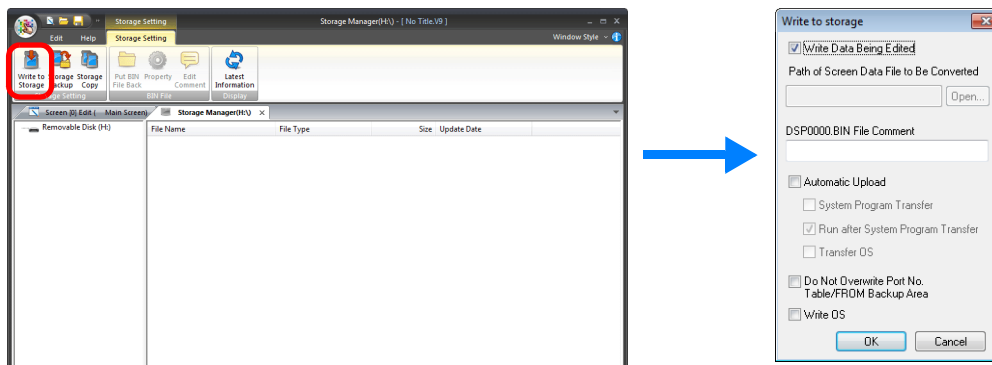 Storage Setting
Storage Manager(H:\) - [ No Title.V9 ]
Edit
Help
Storage Setting
Window Style
Write to Storage
Storage Backup
Storage Copy
Put BIN File Back
Property
Edit Comment
Latest Information
Storage Setting
BIN File
Display
Screen [0] Edit ( Main Screen)
Storage Manager(H:\)
Removable Disk (H:)
File Name
File Type
Size
Update Date
Write to storage
Write Data Being Edited
Path of Screen Data File to Be Converted
Open...
DSP0000.BIN File Comment
Automatic Upload
System Program Transfer
Run after System Program Transfer
Transfer OS
Do Not Overwrite Port No.
Table/FROM Backup Area
Write OS
OK
Cancel